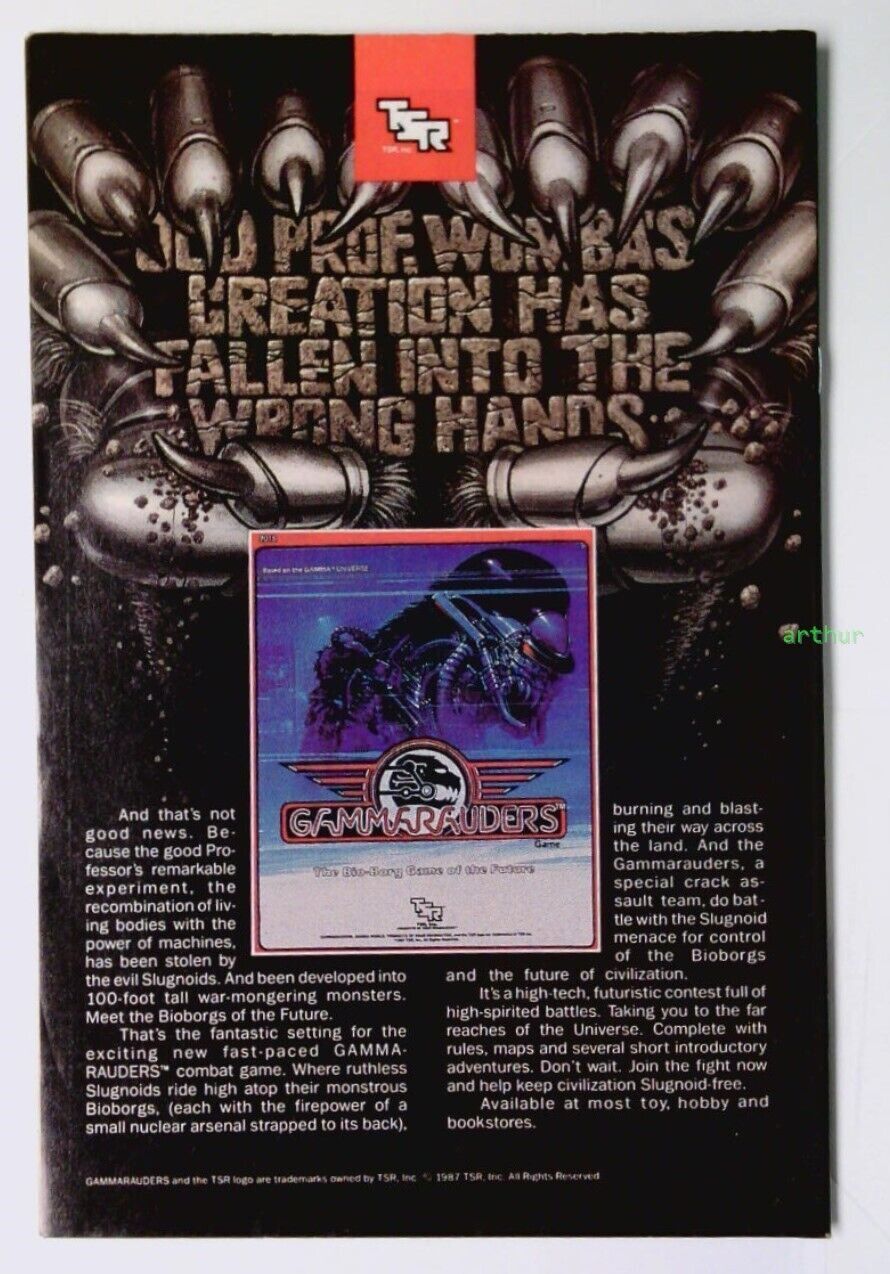 TSR
TSR, Inc.
OLD PROF. WOMBA'S
CREATION HAS
FALLEN INTO THE
WRONG HANDS.
Based on the GAMMA™ UNIVERSE
arthur
GAMMARAUDERS™
Game
The Bio-Borg Game of the Future
TSR
TSR, Inc.
And that's not
good news. Be-
cause the good Pro-
fessor's remarkable
experiment, the
recombination of liv-
ing bodies with the
power of machines,
has been stolen by
the evil Slugnoids. And been developed into
100-foot tall war-mongering monsters.
Meet the Bioborgs of the Future.
That's the fantastic setting for the
exciting new fast-paced GAMMA-
RAUDERS™ combat game. Where ruthless
Slugnoids ride high atop their monstrous
Bioborgs, (each with the firepower of a
small nuclear arsenal strapped to its back),
burning and blast-
ing their way across
the land. And the
Gammarauders, a
special crack as-
sault team, do bat-
tle with the Slugnoid
menace for control
of the Bioborgs
and the future of civilization.
It's a high-tech, futuristic contest full of
high-spirited battles. Taking you to the far
reaches of the Universe. Complete with
rules, maps and several short introductory
adventures. Don't wait. Join the fight now
and help keep civilization Slugnoid-free.
Available at most toy, hobby and
bookstores.
GAMMARAUDERS and the TSR logo are trademarks owned by TSR, Inc. © 1987 TSR, Inc. All Rights Reserved